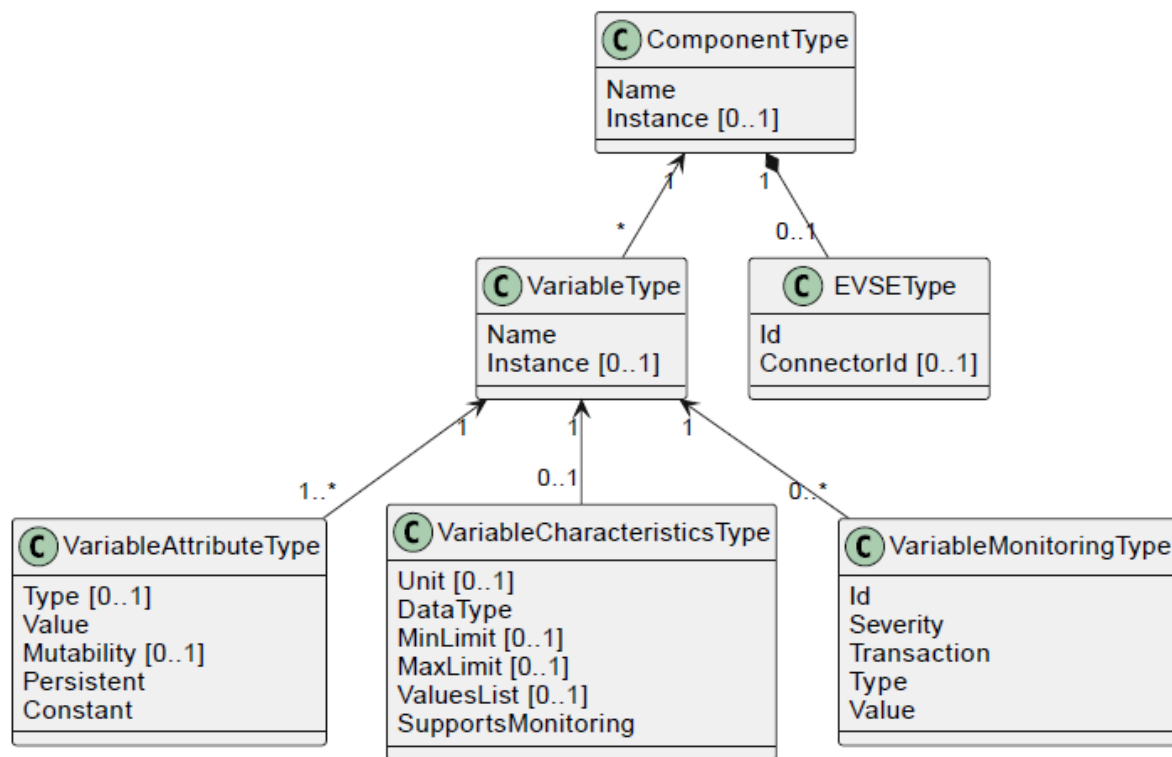 C ComponentType
Name
Instance [0..1]
1 1
* 0..1
C VariableType
Name
Instance [0..1]
C EVSEType
Id
ConnectorId [0..1]
1 1 1
1..* 0..1 0..*
C VariableAttributeType
Type [0..1]
Value
Mutability [0..1]
Persistent
Constant
C VariableCharacteristicsType
Unit [0..1]
DataType
MinLimit [0..1]
MaxLimit [0..1]
ValuesList [0..1]
SupportsMonitoring
C VariableMonitoringType
Id
Severity
Transaction
Type
Value